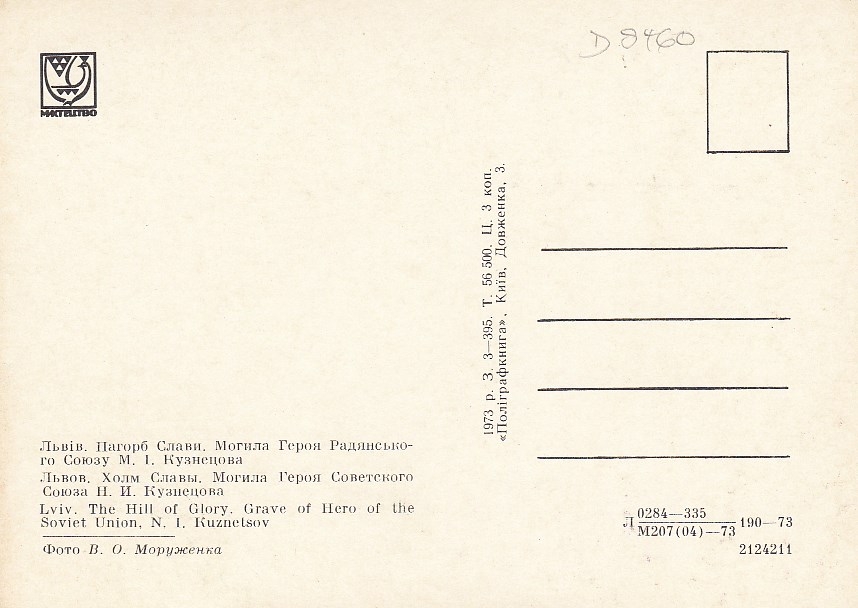 D 8460
МИСТЕЦТВО
1973 р. З. 3—395. Т. 56 500. Ц. 3 коп.
«Поліграфкнига», Київ, Довженка, 3.
Львів. Пагорб Слави. Могила Героя Радянсько-
го Союзу М. І. Кузнецова
Львов. Холм Славы. Могила Героя Советского
Союза Н. И. Кузнецова
Lviv. The Hill of Glory. Grave of Hero of the
Soviet Union, N. I. Kuznetsov
Фото В. О. Моруженка
Л 0284—335
М207(04)—73 190—73
2124211